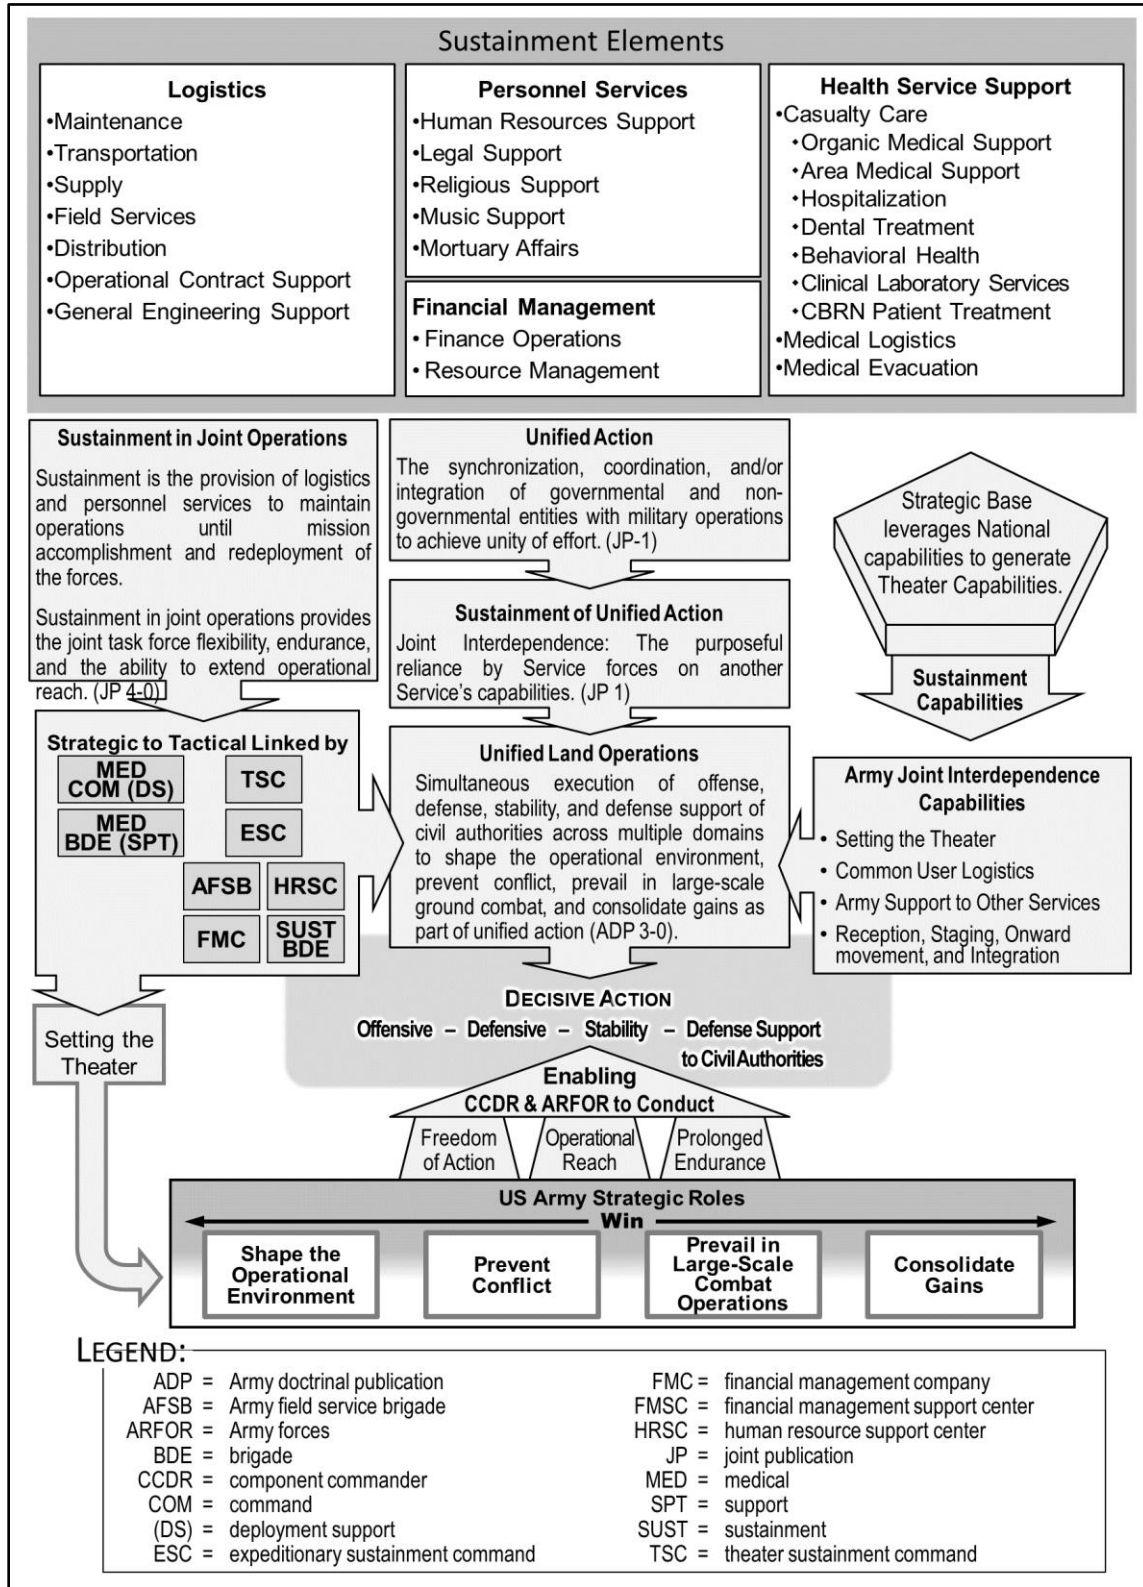 Sustainment Elements
Logistics
•Maintenance
•Transportation
•Supply
•Field Services
•Distribution
•Operational Contract Support
•General Engineering Support
Personnel Services
•Human Resources Support
•Legal Support
•Religious Support
•Music Support
•Mortuary Affairs
Financial Management
• Finance Operations
• Resource Management
Health Service Support
•Casualty Care
•Organic Medical Support
•Area Medical Support
•Hospitalization
•Dental Treatment
•Behavioral Health
•Clinical Laboratory Services
•CBRN Patient Treatment
•Medical Logistics
•Medical Evacuation
Sustainment in Joint Operations
Sustainment is the provision of logistics
and personnel services to maintain
operations until mission
accomplishment and redeployment of
the forces.
Sustainment in joint operations provides
the joint task force flexibility, endurance,
and the ability to extend operational
reach. (JP 4-0)
Unified Action
The synchronization, coordination, and/or
integration of governmental and non-
governmental entities with military operations
to achieve unity of effort. (JP-1)
Sustainment of Unified Action
Joint Interdependence: The purposeful
reliance by Service forces on another
Service’s capabilities. (JP 1)
Strategic Base
leverages National
capabilities to generate
Theater Capabilities.
Sustainment
Capabilities
Strategic to Tactical Linked by
MED
COM (DS)
TSC
MED
BDE (SPT)
ESC
AFSB
HRSC
FMC
SUST
BDE
Unified Land Operations
Simultaneous execution of offense,
defense, stability, and defense support of
civil authorities across multiple domains
to shape the operational environment,
prevent conflict, prevail in large-scale
ground combat, and consolidate gains as
part of unified action (ADP 3-0).
Army Joint Interdependence
Capabilities
• Setting the Theater
• Common User Logistics
• Army Support to Other Services
• Reception, Staging, Onward
movement, and Integration
Setting the
Theater
DECISIVE ACTION
Offensive – Defensive – Stability – Defense Support
to Civil Authorities
Enabling
CCDR & ARFOR to Conduct
Freedom
of Action
Operational
Reach
Prolonged
Endurance
US Army Strategic Roles
Win
Shape the
Operational
Environment
Prevent
Conflict
Prevail in
Large-Scale
Combat
Operations
Consolidate
Gains
LEGEND:
ADP = Army doctrinal publication
AFSB = Army field service brigade
ARFOR = Army forces
BDE = brigade
CCDR = component commander
COM = command
(DS) = deployment support
ESC = expeditionary sustainment command
FMC = financial management company
FMSC = financial management support center
HRSC = human resource support center
JP = joint publication
MED = medical
SPT = support
SUST = sustainment
TSC = theater sustainment command